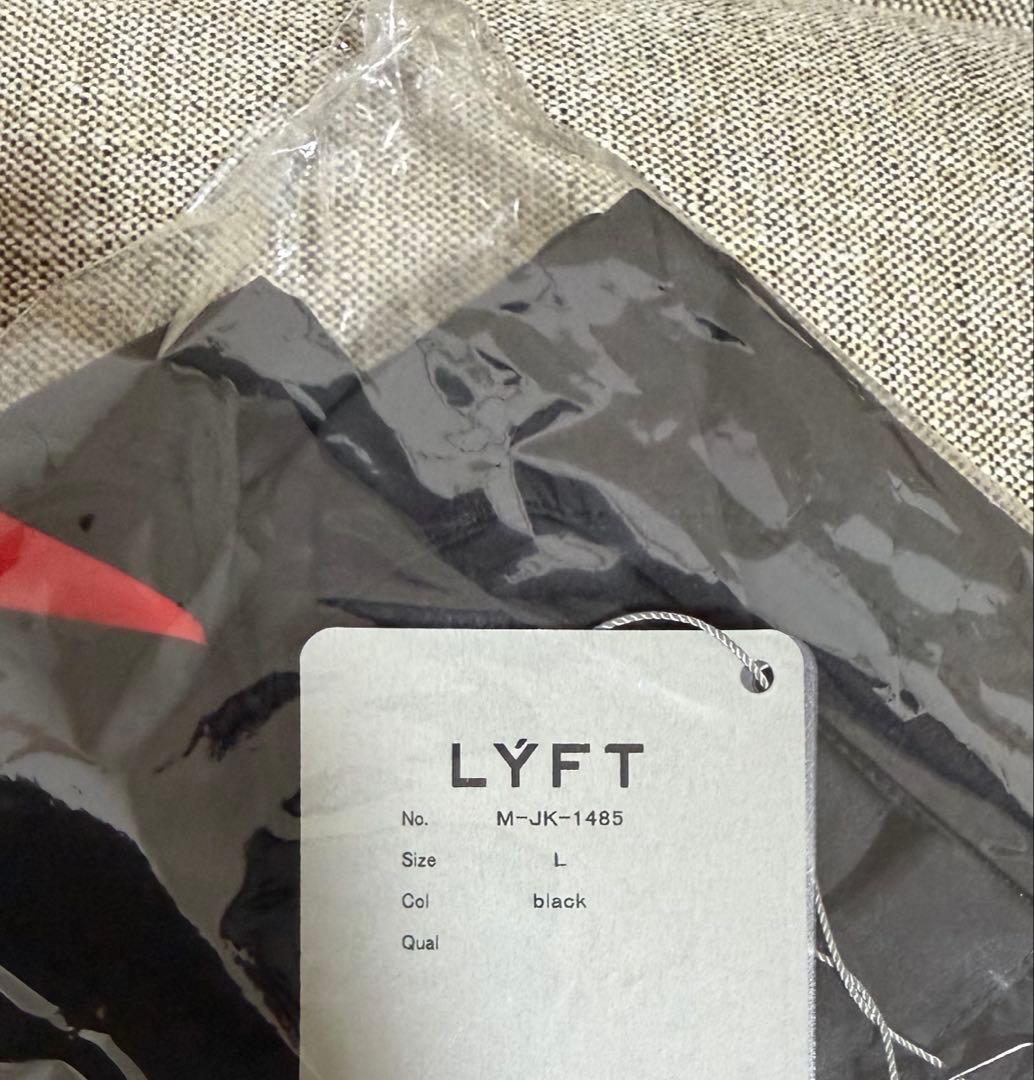 LÝFT
No. M-JK-1485
Size L
Col black
Qual